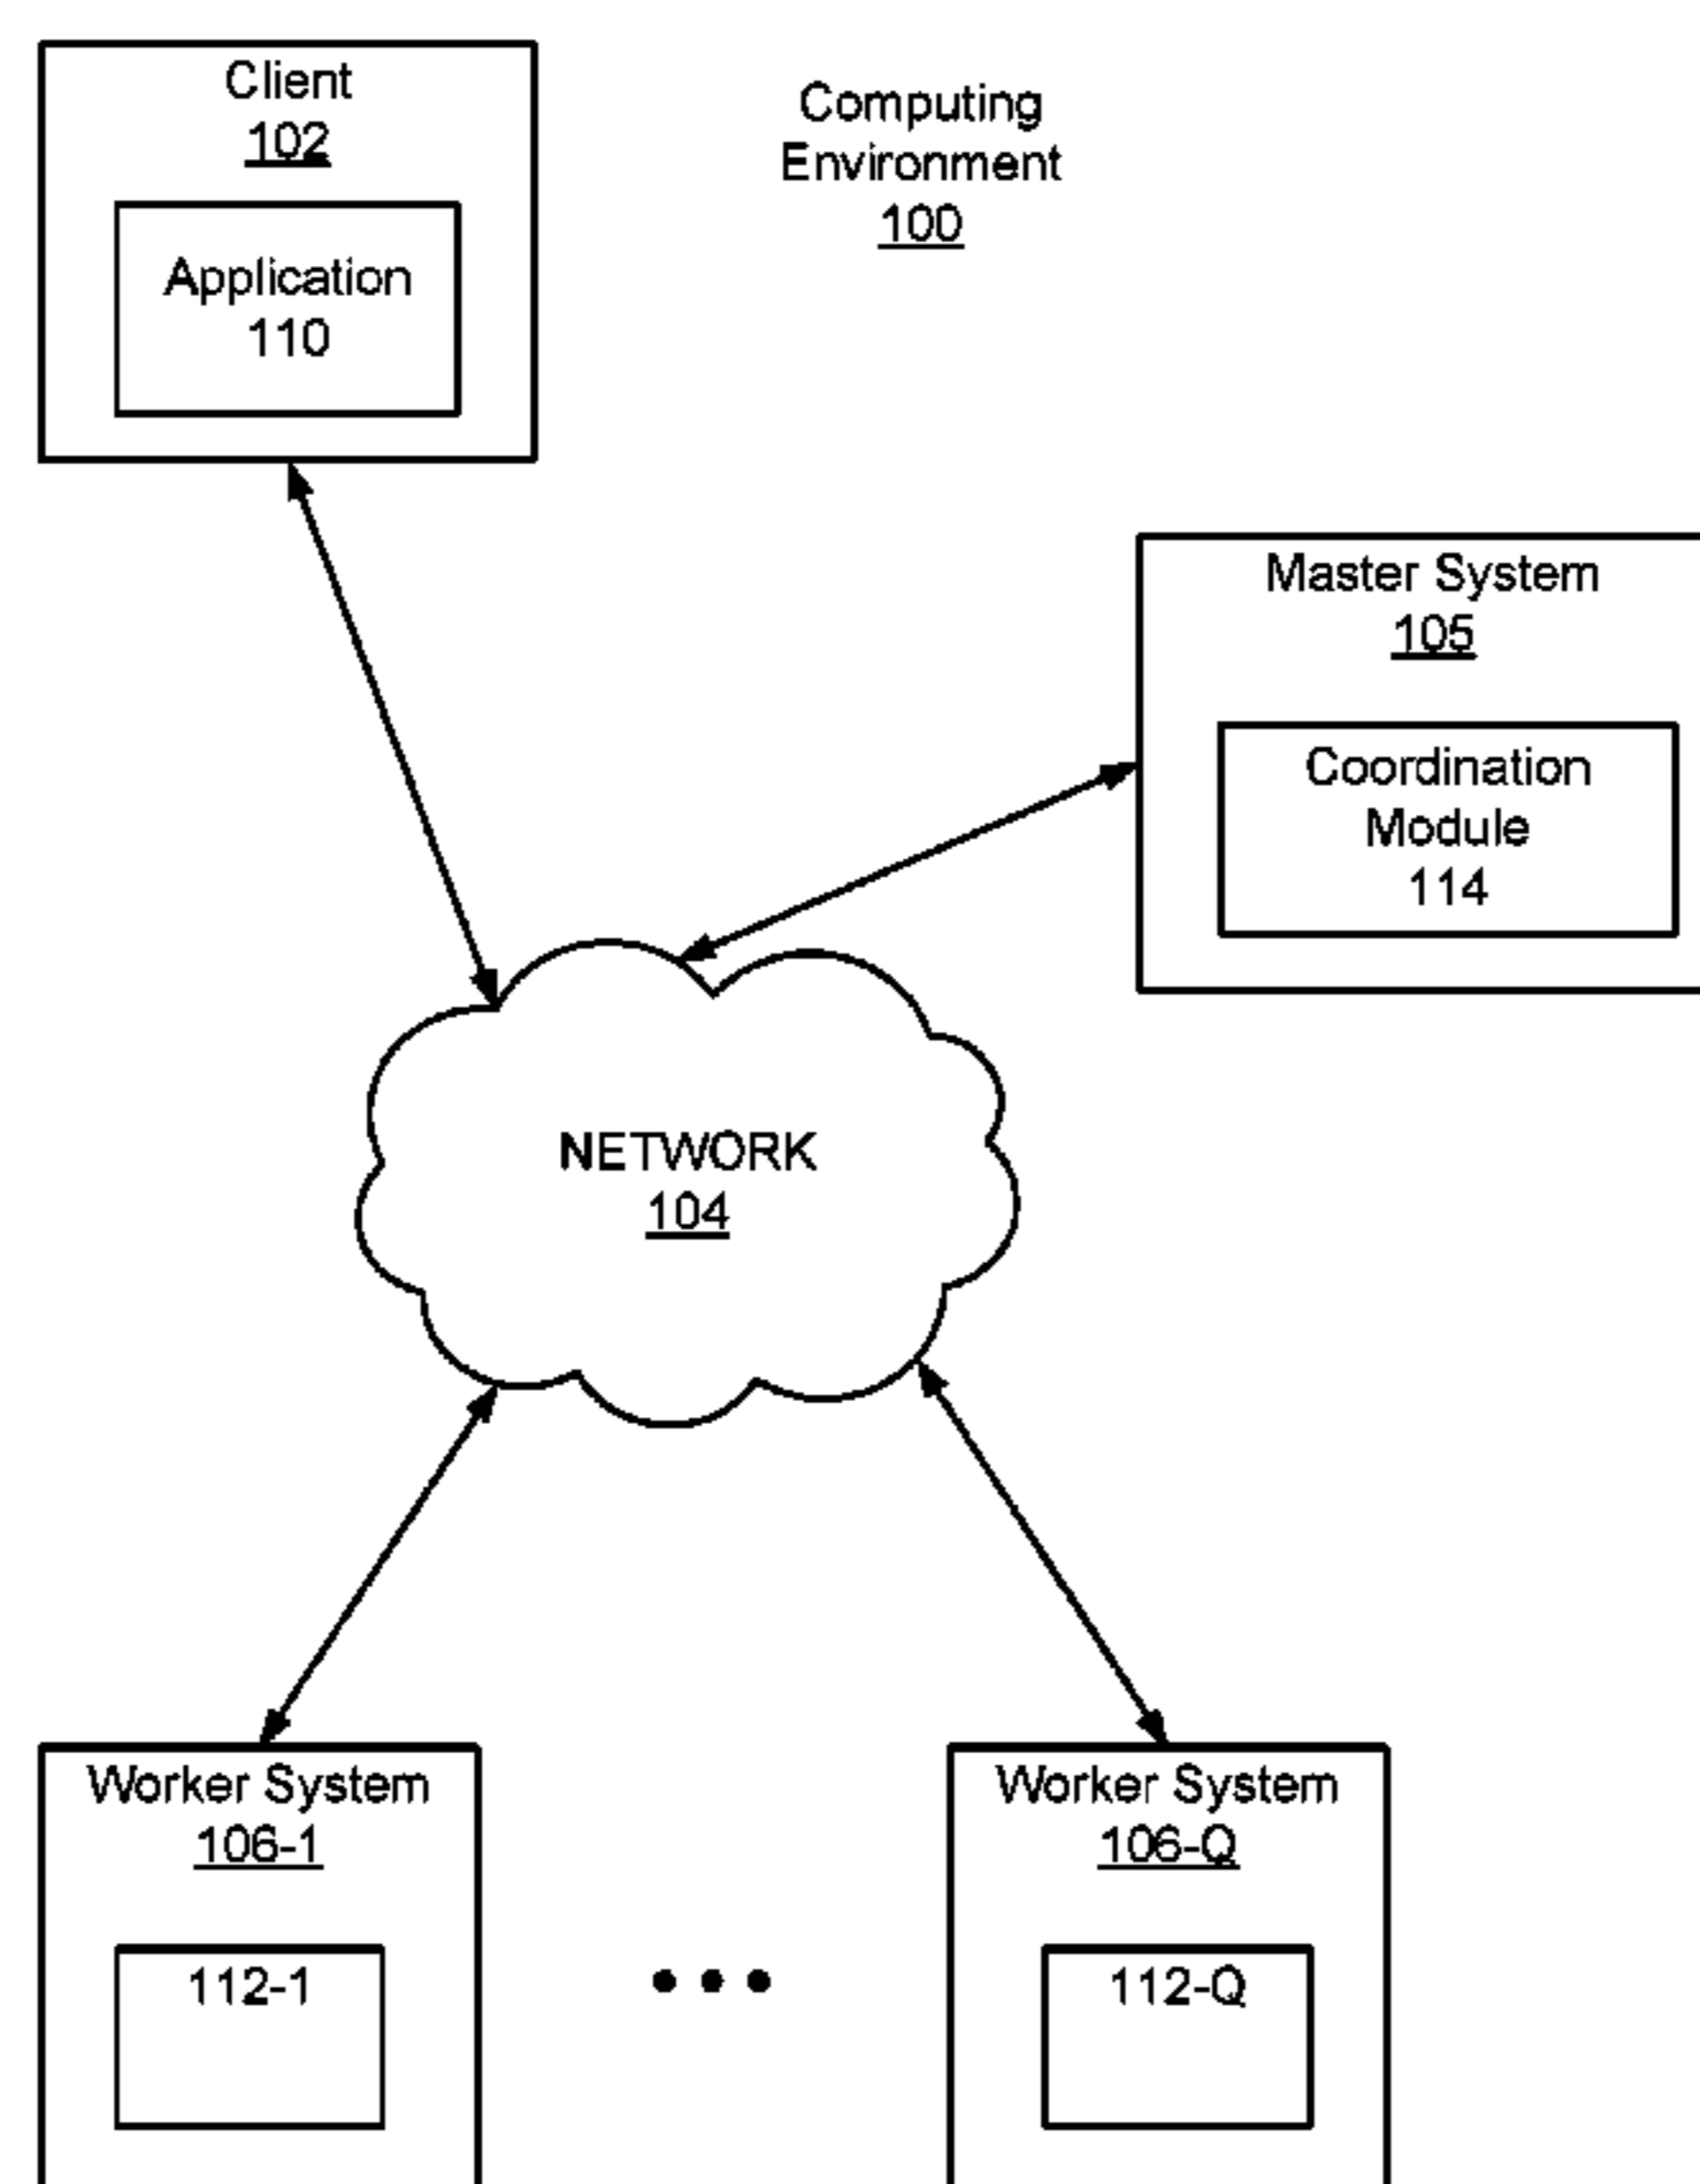 Client
102
Application
110
Computing
Environment
100
Master System
105
Coordination
Module
114
NETWORK
104
Worker System
106-1
112-1
Worker System
106-Q
112-Q